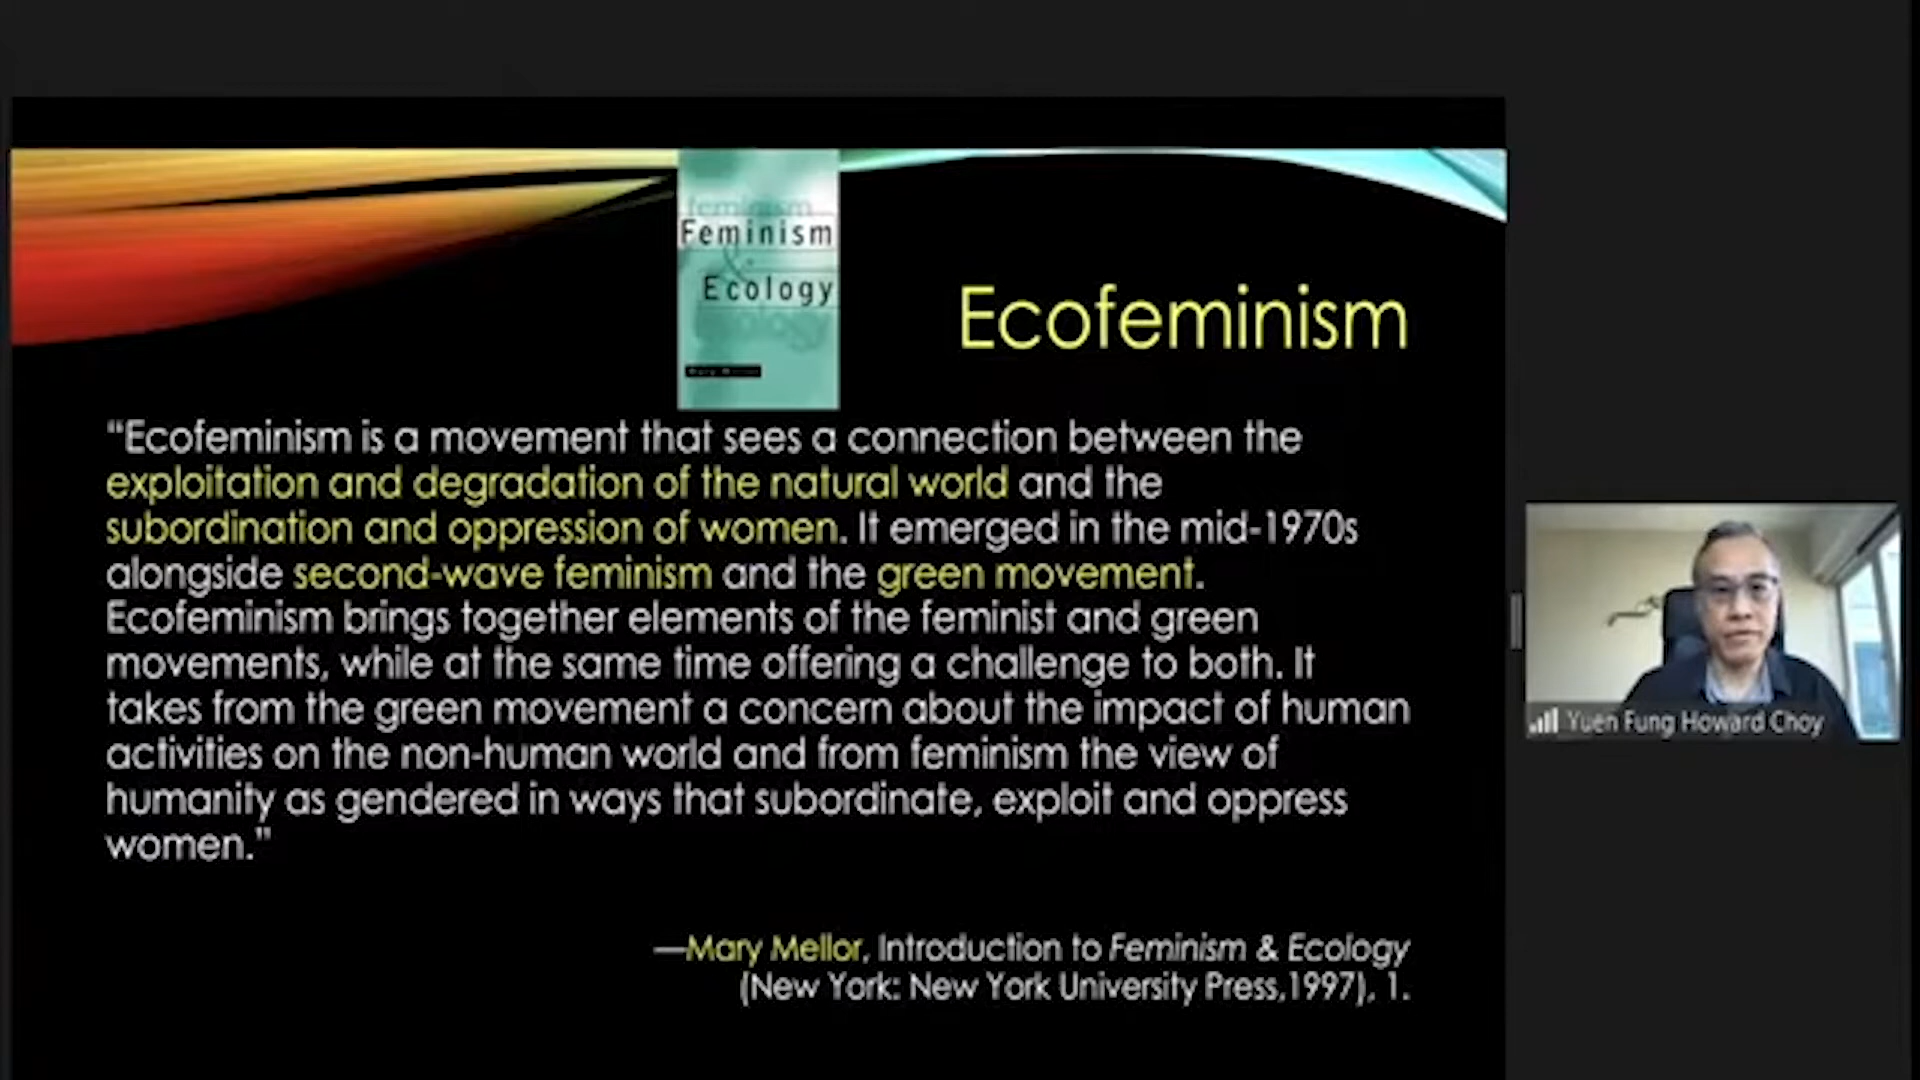 feminism
Feminism
&
Ecology
ecology
Mary Mellor
Ecofeminism
“Ecofeminism is a movement that sees a connection between the
exploitation and degradation of the natural world and the
subordination and oppression of women. It emerged in the mid-1970s
alongside second-wave feminism and the green movement.
Ecofeminism brings together elements of the feminist and green
movements, while at the same time offering a challenge to both. It
takes from the green movement a concern about the impact of human
activities on the non-human world and from feminism the view of
humanity as gendered in ways that subordinate, exploit and oppress
women."
—Mary Mellor, Introduction to Feminism & Ecology
(New York: New York University Press,1997), 1.
Yuen Fung Howard Choy